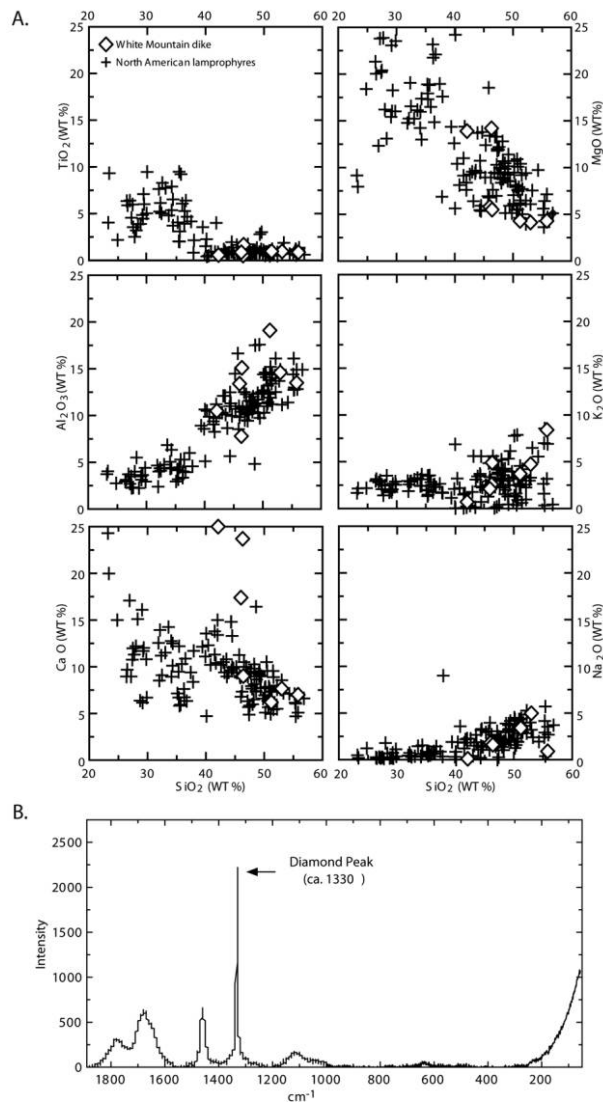 A.
20 30 40 50 60
20 30 40 50 60
25
20
15
10
5
0
TiO2 (WT %)
White Mountain dike
North American lamprophyres
25
20
15
10
5
0
MgO (WT%)
25
20
15
10
5
0
Al2O3 (WT %)
25
20
15
10
5
0
K2O (WT %)
25
20
15
10
5
0
CaO (WT %)
25
20
15
10
5
0
Na2O (WT %)
20 30 40 50 60
SiO2 (WT %)
20 30 40 50 60
SiO2 (WT %)
B.
2500
2000
1500
1000
500
0
Intensity
Diamond Peak
(ca. 1330 )
1800 1600 1400 1200 1000 800 600 400 200
cm-1